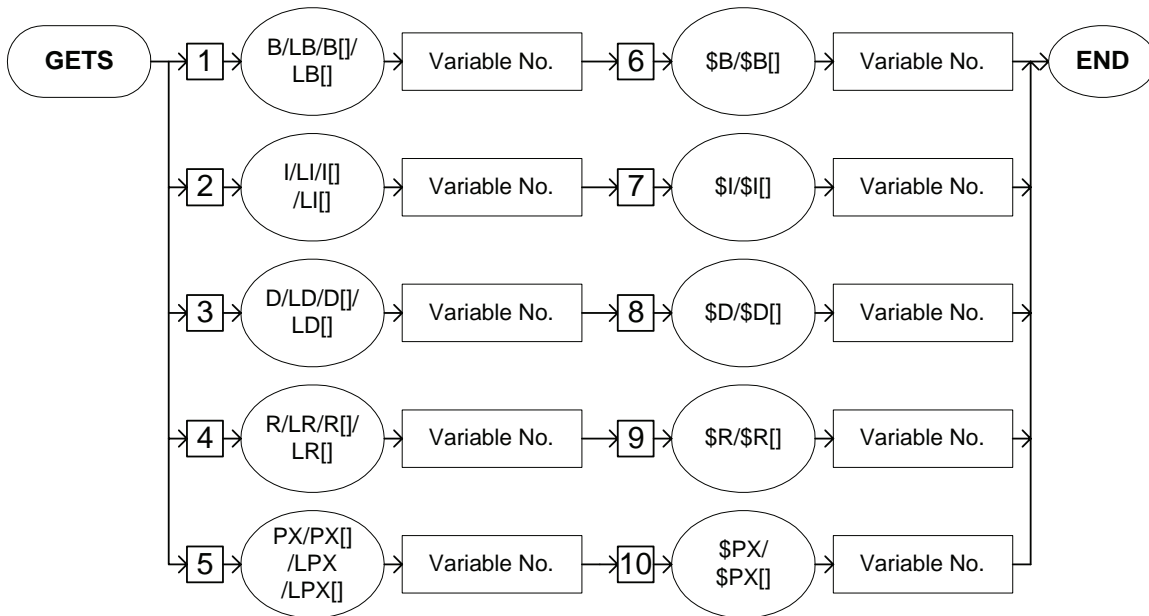 GETS
1
B/LB/B[]/
LB[]
Variable No.
6
$B/$B[]
Variable No.
END
2
I/LI/I[]
/LI[]
Variable No.
7
$I/$I[]
Variable No.
3
D/LD/D[]/
LD[]
Variable No.
8
$D/$D[]
Variable No.
4
R/LR/R[]/
LR[]
Variable No.
9
$R/$R[]
Variable No.
5
PX/PX[]
/LPX
/LPX[]
Variable No.
10
$PX/
$PX[]
Variable No.